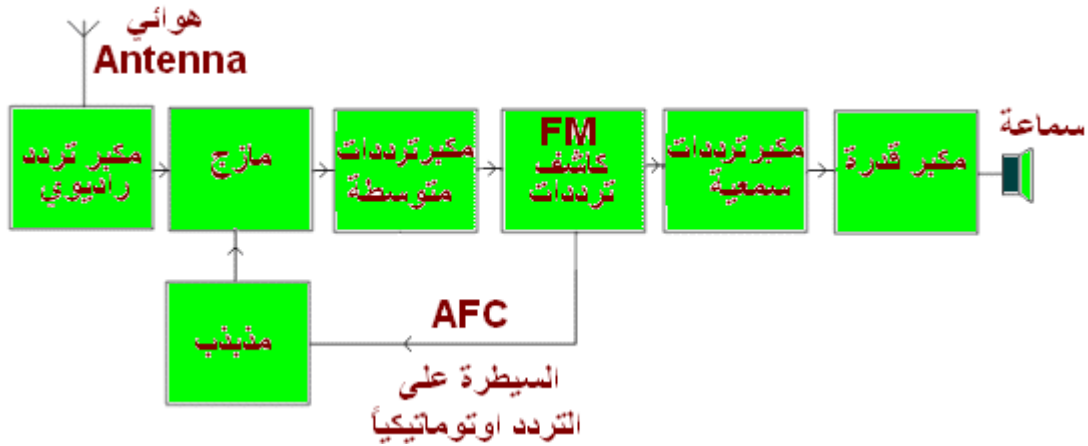 هوائي
Antenna
مكبر تردد
راديوي
مازج
مكبرترددات
متوسطة
FM
كاشف
ترددات
مكبرترددات
سمعية
مكبر قدرة
سماعة
مذبذب
AFC
السيطرة على
التردد اوتوماتيكياً